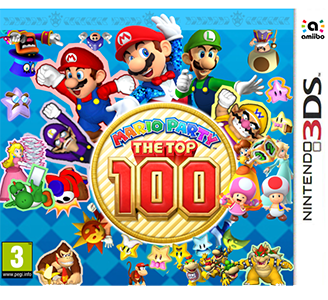 amiibo
NINTENDO 3DS
MARIO PARTY
THE TOP
100
3
www.pegi.info